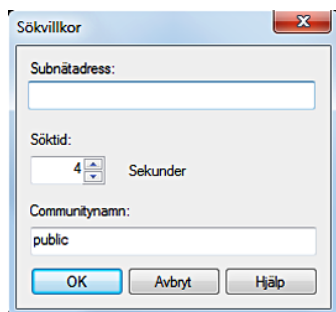 Sökvillkor
Subnätadress:
Söktid:
4 Sekunder
Communitynamn:
public
OK Avbryt Hjälp